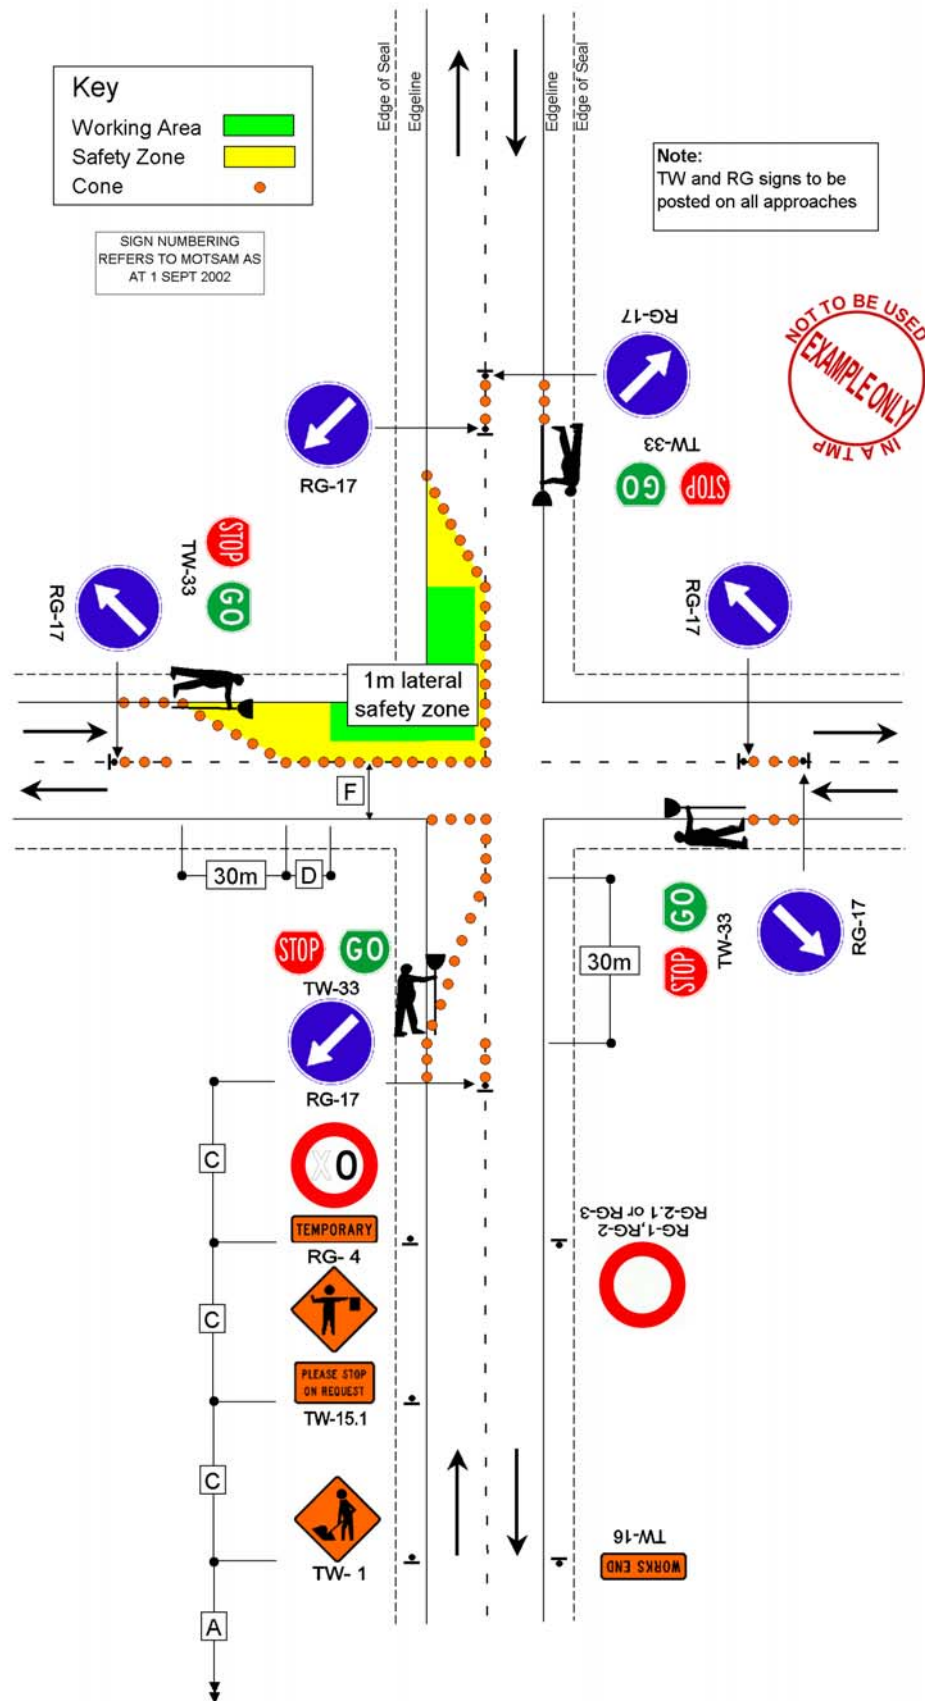 Key
Working Area
Safety Zone
Cone
SIGN NUMBERING
REFERS TO MOTSAM AS
AT 1 SEPT 2002
Edge of Seal
Edgeline
Edgeline
Edge of Seal
Note:
TW and RG signs to be
posted on all approaches
NOT TO BE USED
EXAMPLE ONLY
IN A TMP
RG-17
RG-17
TW-33
GO
STOP
STOP
GO
TW-33
RG-17
RG-17
1m lateral
safety zone
F
30m
D
STOP
GO
TW-33
RG-17
30m
GO
STOP
TW-33
RG-17
C
X0
TEMPORARY
RG- 4
RG-1,RG-2
RG-2.1 or RG-3
C
PLEASE STOP
ON REQUEST
TW-15.1
C
TW- 1
TW-16
WORKS END
A